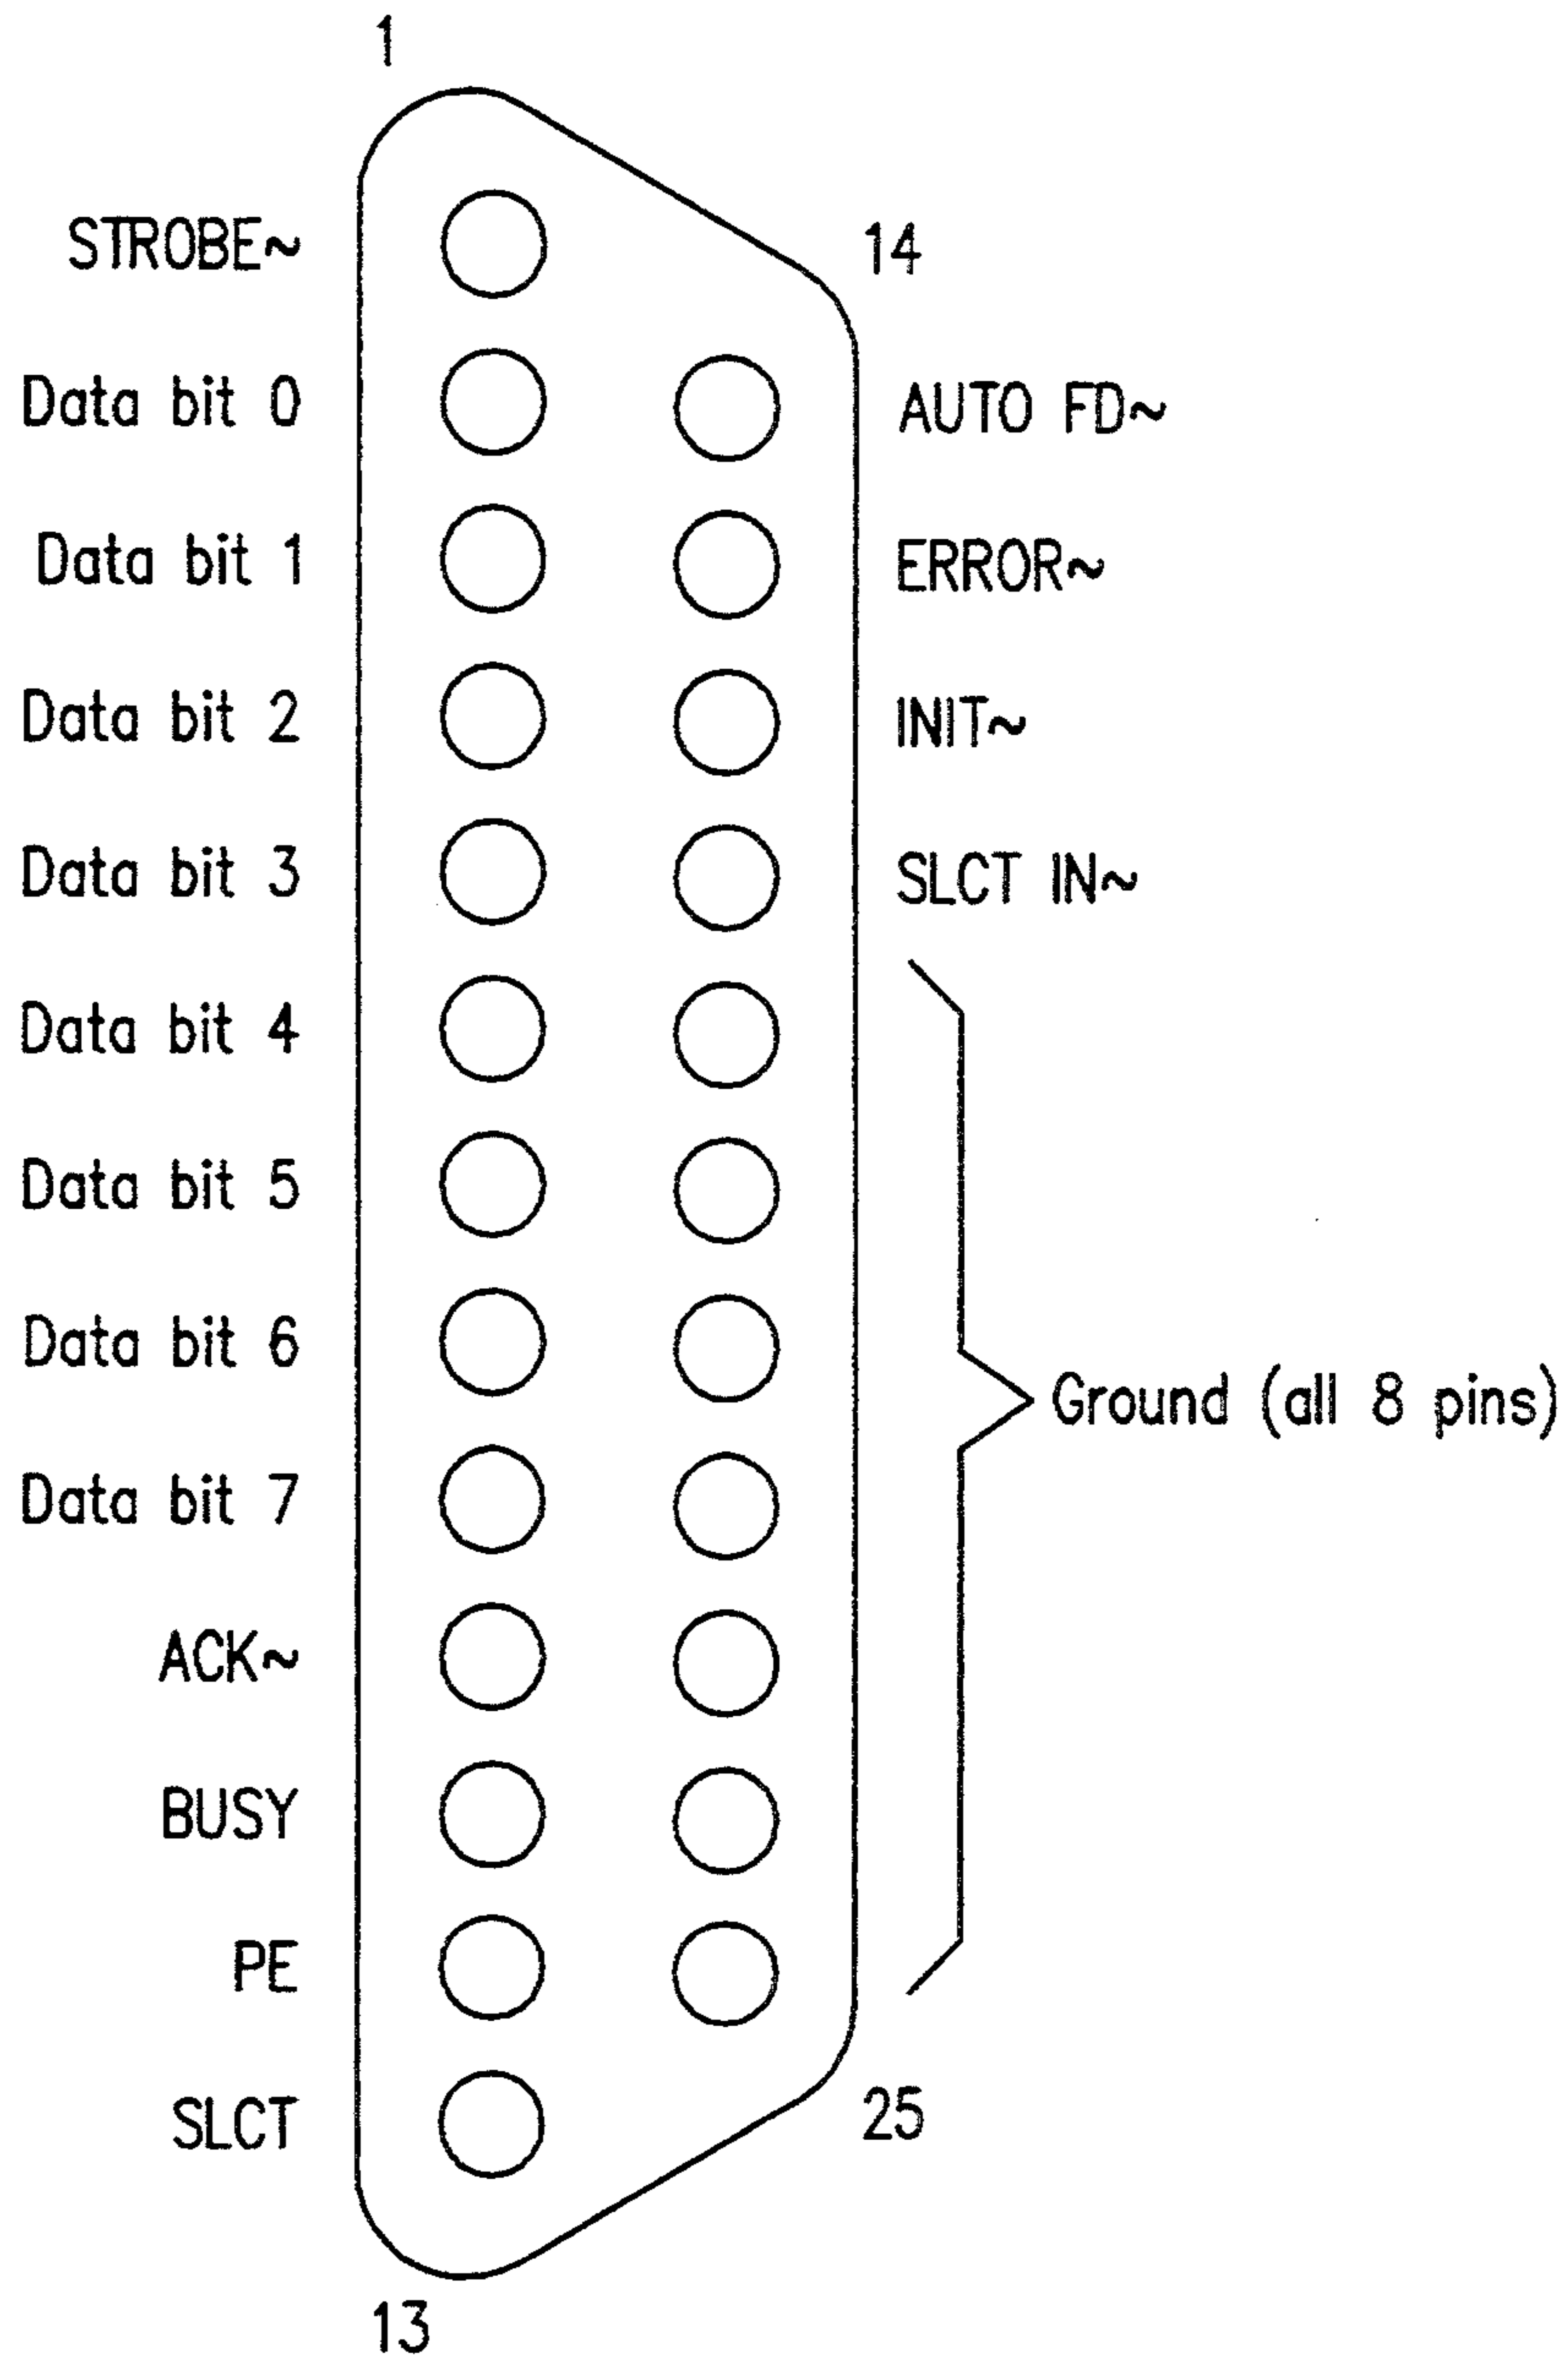 1
STROBE~
14
Data bit 0
AUTO FD~
Data bit 1
ERROR~
Data bit 2
INIT~
Data bit 3
SLCT IN~
Data bit 4
Data bit 5
Data bit 6
Ground (all 8 pins)
Data bit 7
ACK~
BUSY
PE
SLCT
25
13